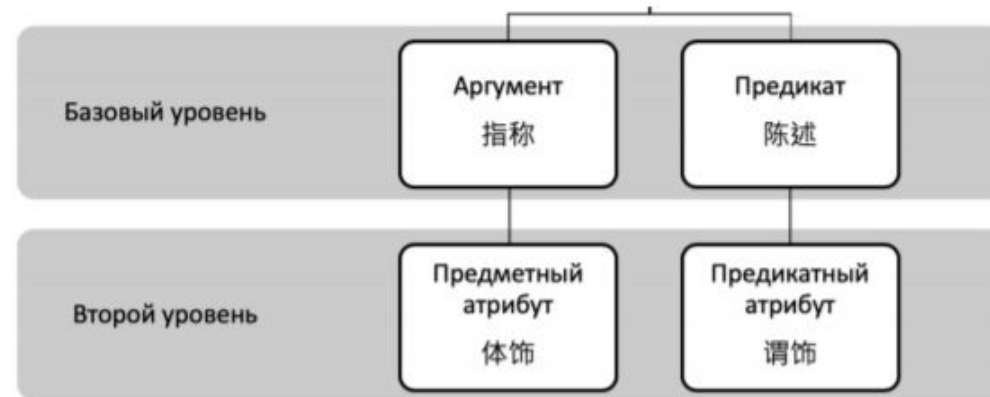 Базовый уровень
Аргумент
指称
Предикат
陈述
Второй уровень
Предметный
атрибут
体饰
Предикатный
атрибут
谓饰